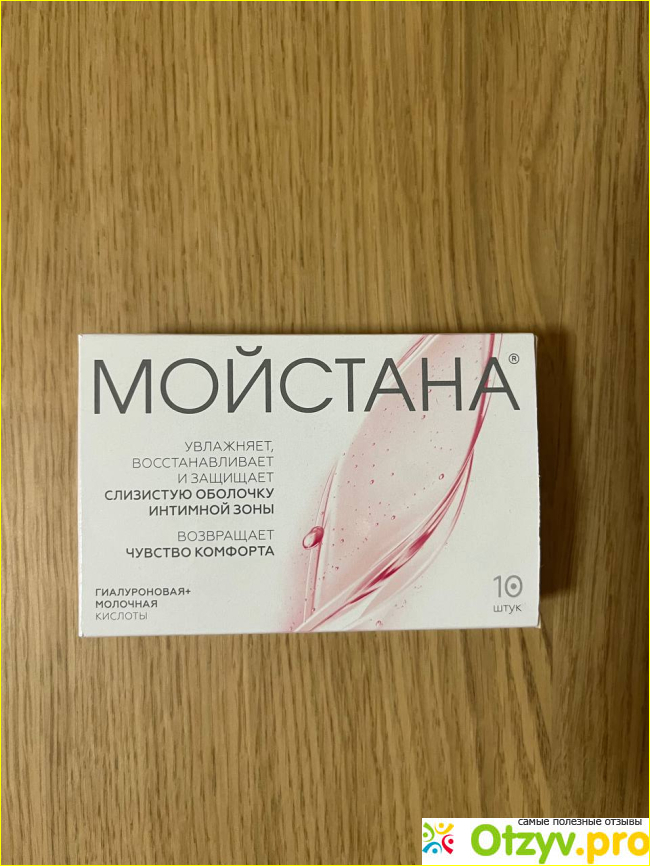 МОЙСТАНА®
УВЛАЖНЯЕТ,
ВОССТАНАВЛИВАЕТ
И ЗАЩИЩАЕТ
СЛИЗИСТУЮ ОБОЛОЧКУ
ИНТИМНОЙ ЗОНЫ
ВОЗВРАЩАЕТ
ЧУВСТВО КОМФОРТА
ГИАЛУРОНОВАЯ+
МОЛОЧНАЯ
КИСЛОТЫ
10
штук
самые полезные отзывы
Otzyv.pro